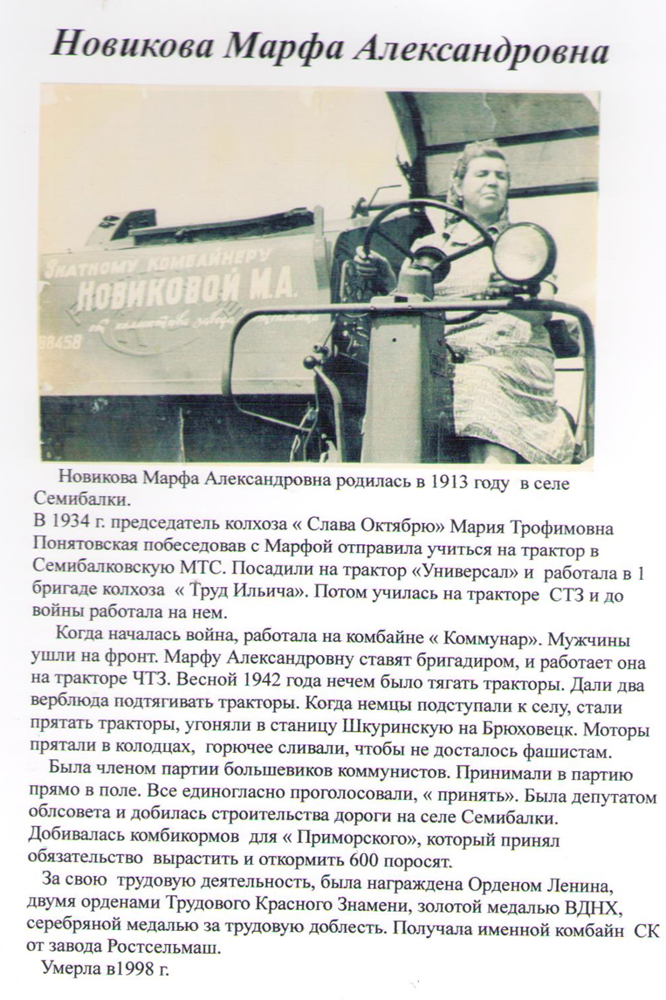 Новикова Марфа Александровна
Знатному комбайнеру
Новиковой М.А.
от коллектива завода
88458
Новикова Марфа Александровна родилась в 1913 году в селе
Семибалки.
В 1934 г. председатель колхоза « Слава Октябрю» Мария Трофимовна
Понятовская побеседовав с Марфой отправила учиться на трактор в
Семибалковскую МТС. Посадили на трактор «Универсал» и работала в 1
бригаде колхоза « Труд Ильича». Потом училась на тракторе СТЗ и до
войны работала на нем.
Когда началась война, работала на комбайне « Коммунар». Мужчины
ушли на фронт. Марфу Александровну ставят бригадиром, и работает она
на тракторе ЧТЗ. Весной 1942 года нечем было тягать тракторы. Дали два
верблюда подтягивать тракторы. Когда немцы подступали к селу, стали
прятать тракторы, угоняли в станицу Шкуринскую на Брюховецк. Моторы
прятали в колодцах, горючее сливали, чтобы не досталось фашистам.
Была членом партии большевиков коммунистов. Принимали в партию
прямо в поле. Все единогласно проголосовали, « принять». Была депутатом
облсовета и добилась строительства дороги на селе Семибалки.
Добивалась комбикормов для « Приморского», который принял
обязательство вырастить и откормить 600 поросят.
За свою трудовую деятельность, была награждена Орденом Ленина,
двумя орденами Трудового Красного Знамени, золотой медалью ВДНХ,
серебряной медалью за трудовую доблесть. Получала именной комбайн СК
от завода Ростсельмаш.
Умерла в1998 г.